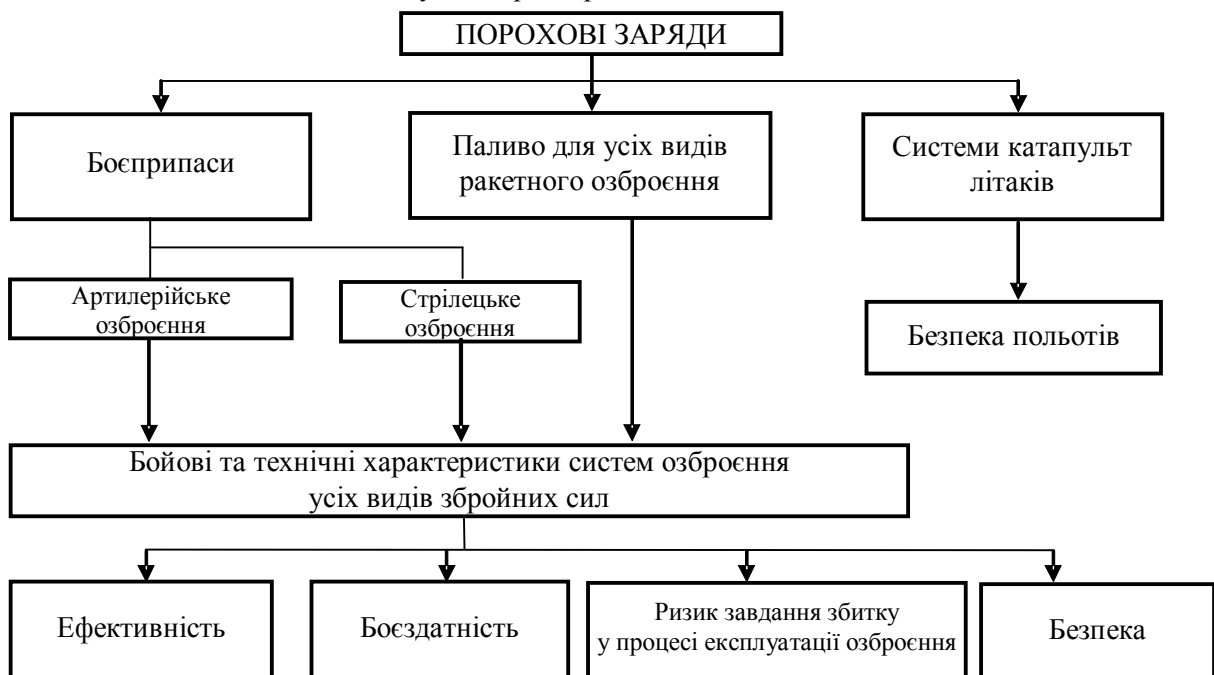 ПОРОХОВІ ЗАРЯДИ
Боєприпаси
Паливо для усіх видів
ракетного озброєння
Системи катапульт
літаків
Артилерійське
озброєння
Стрілецьке
озброєння
Безпека польотів
Бойові та технічні характеристики систем озброєння
усіх видів збройних сил
Ефективність
Боєздатність
Ризик завдання збитку
у процесі експлуатації озброєння
Безпека